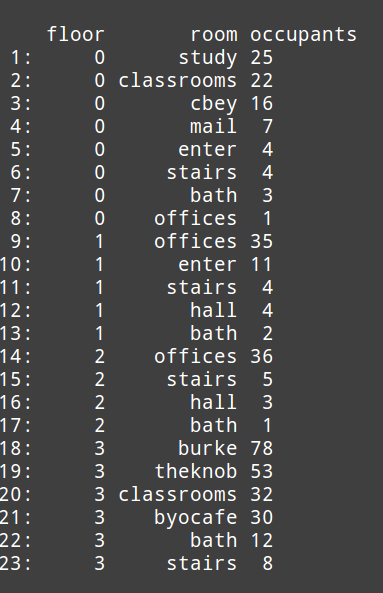 floor room occupants
1: 0 study 25
2: 0 classrooms 22
3: 0 cbey 16
4: 0 mail 7
5: 0 enter 4
6: 0 stairs 4
7: 0 bath 3
8: 0 offices 1
9: 1 offices 35
10: 1 enter 11
11: 1 stairs 4
12: 1 hall 4
13: 1 bath 2
14: 2 offices 36
15: 2 stairs 5
16: 2 hall 3
17: 2 bath 1
18: 3 burke 78
19: 3 theknob 53
20: 3 classrooms 32
21: 3 byocafe 30
22: 3 bath 12
23: 3 stairs 8